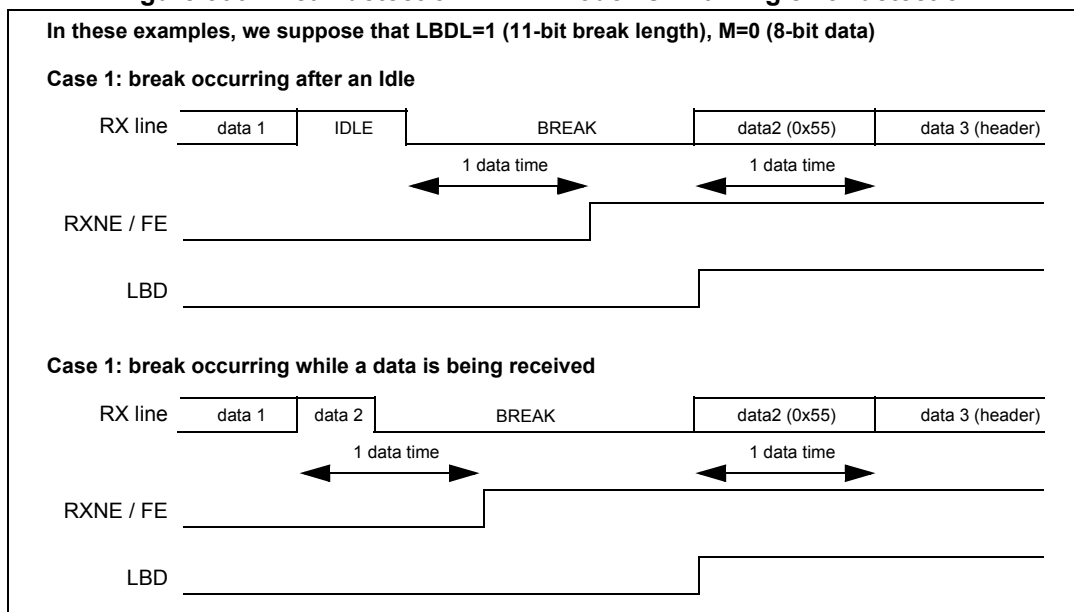 In these examples, we suppose that LBDL=1 (11-bit break length), M=0 (8-bit data)
Case 1: break occurring after an Idle
RX line data 1 IDLE BREAK data2 (0x55) data 3 (header)
1 data time 1 data time
RXNE / FE
LBD
Case 1: break occurring while a data is being received
RX line data 1 data 2 BREAK data2 (0x55) data 3 (header)
1 data time 1 data time
RXNE / FE
LBD